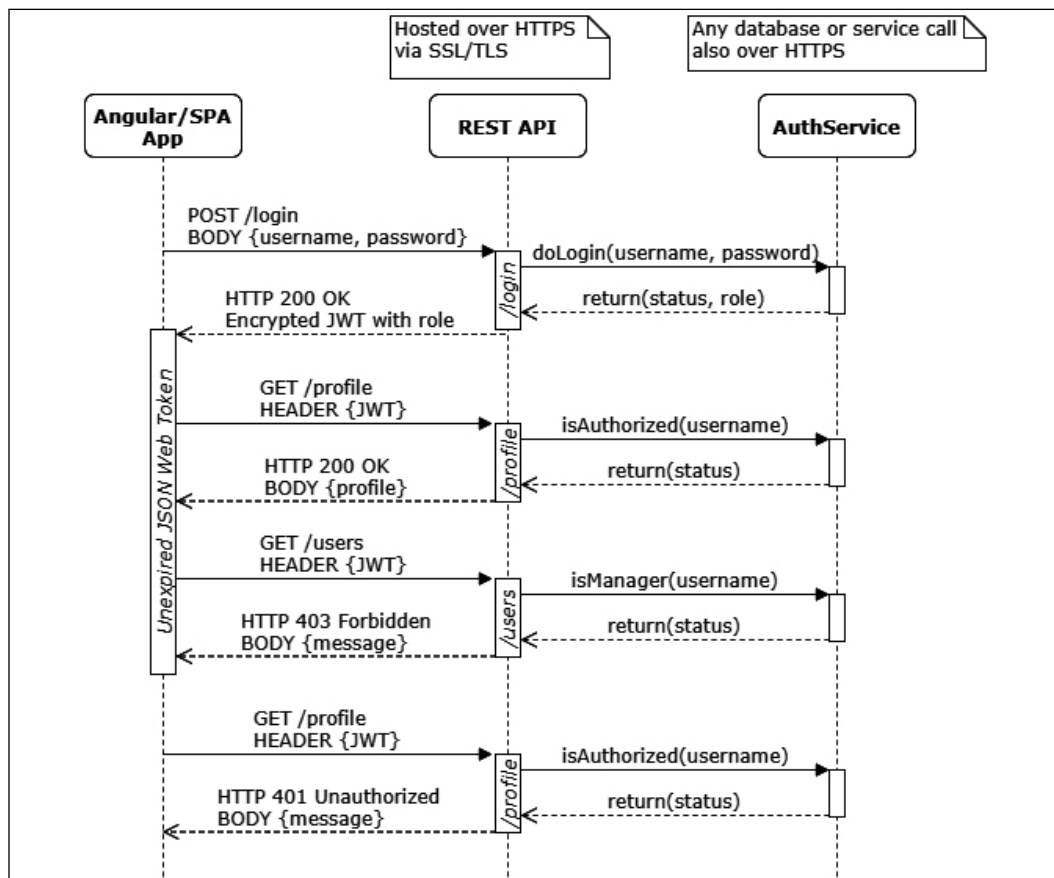 Hosted over HTTPS
via SSL/TLS
Any database or service call
also over HTTPS
Angular/SPA
App
REST API
AuthService
POST /login
BODY {username, password}
doLogin(username, password)
/login
return(status, role)
HTTP 200 OK
Encrypted JWT with role
Unexpired JSON Web Token
GET /profile
HEADER {JWT}
isAuthorized(username)
/profile
return(status)
HTTP 200 OK
BODY {profile}
GET /users
HEADER {JWT}
isManager(username)
/users
return(status)
HTTP 403 Forbidden
BODY {message}
GET /profile
HEADER {JWT}
isAuthorized(username)
/profile
return(status)
HTTP 401 Unauthorized
BODY {message}